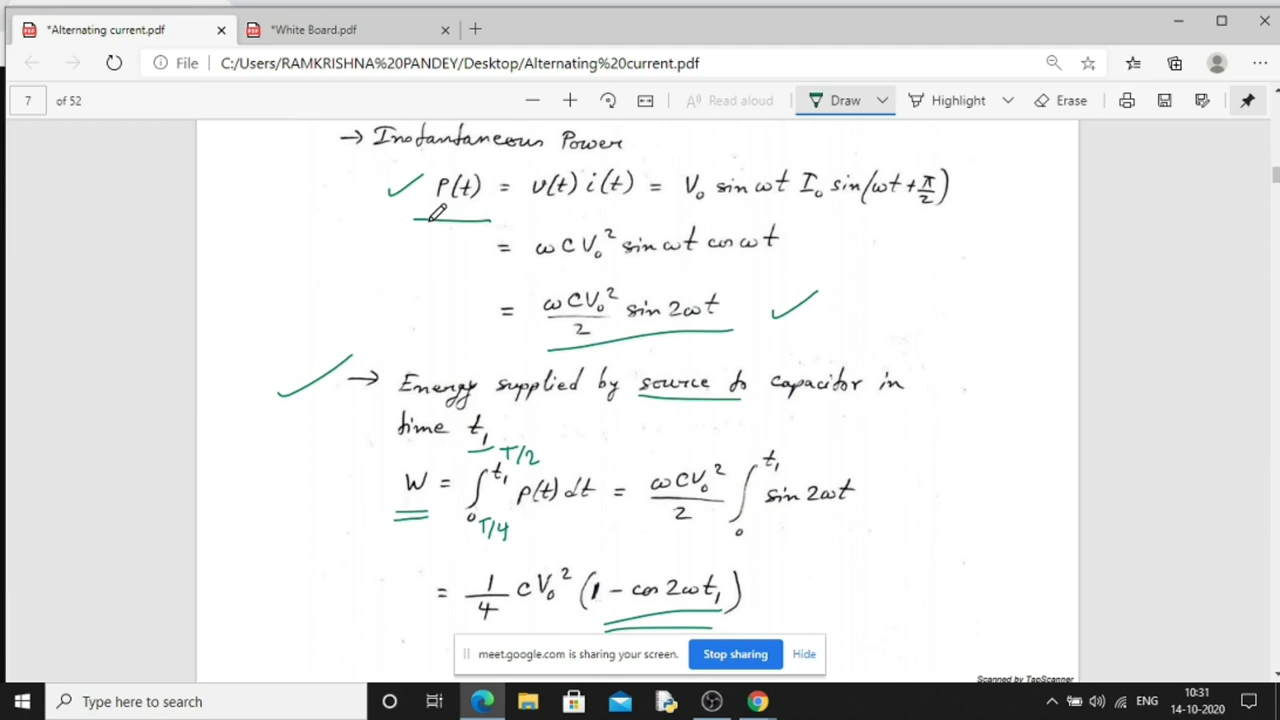 *Alternating current.pdf
*White Board.pdf
File
C:/Users/RAMKRISHNA%20PANDEY/Desktop/Alternating%20current.pdf
7 of 52
Read aloud
Draw
Highlight
Erase
→ Instantaneous Power
P(t) = v(t) i(t) = V₀ sin ωt I₀ sin(ωt + π/2)
= ωCV₀² sin ωt cos ωt
= ωCV₀²/2 sin 2ωt
→ Energy supplied by source to capacitor in
time t₁
T/2
W = ∫₀^t₁ p(t) dt = ωCV₀²/2 ∫₀^t₁ sin 2ωt
T/4
= 1/4 CV₀² (1 - cos 2ωt₁)
meet.google.com is sharing your screen.
Stop sharing
Hide
Scanned by TapScanner
Type here to search
ENG
10:31
14-10-2020